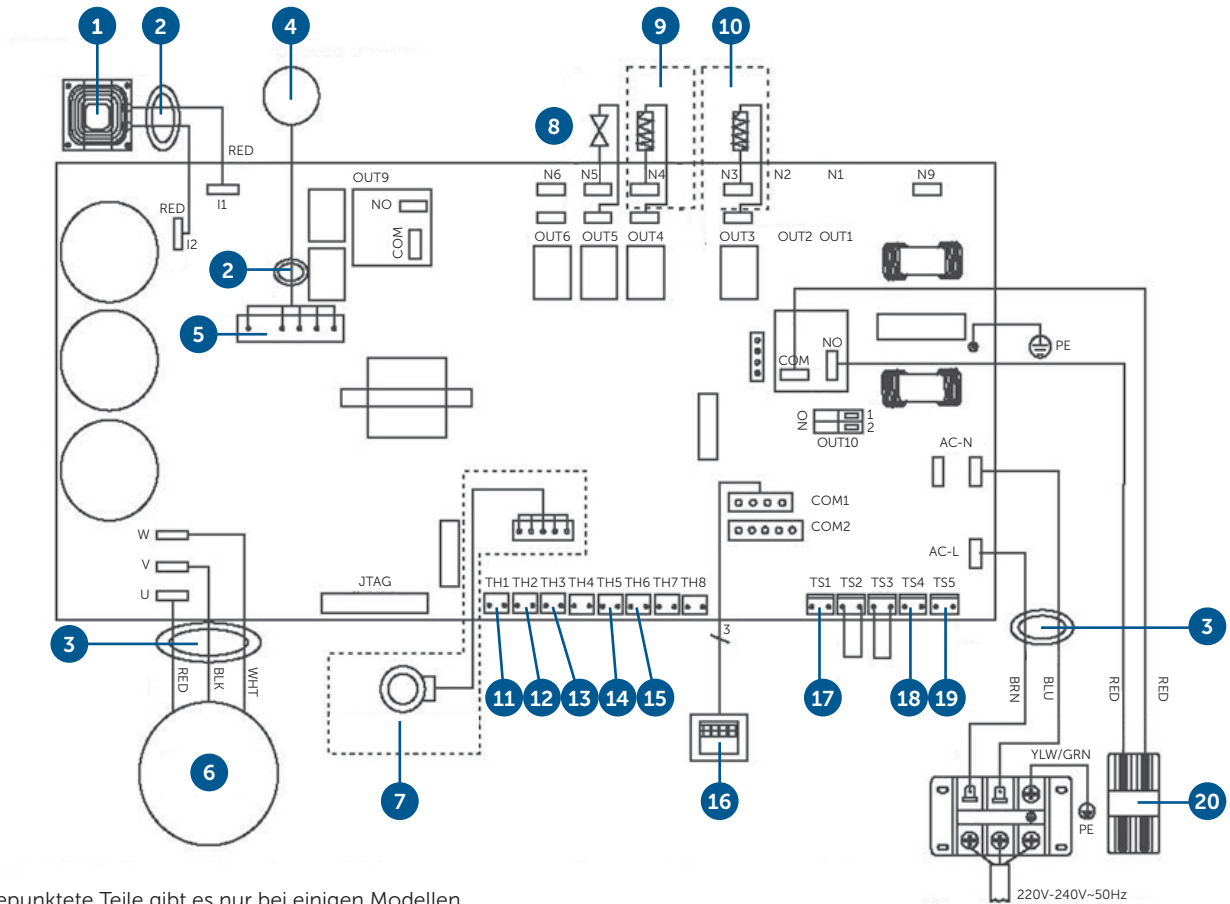 1
2
4
9
10
8
RED
OUT9
N6
N5
N4
N3
N2
N1
N9
I1
NO
RED
I2
COM
OUT6
OUT5
OUT4
OUT3
OUT2
OUT1
2
5
PE
NO
COM
NO
1
2
OUT10
AC-N
COM1
COM2
W
V
U
AC-L
JTAG
TH1
TH2
TH3
TH4
TH5
TH6
TH7
TH8
TS1
TS2
TS3
TS4
TS5
3
3
3
RED
BLK
WHT
11
12
13
14
15
17
18
19
BRN
BLU
RED
RED
6
7
16
YLW/GRN
PE
20
epunktete Teile gibt es nur bei einigen Modellen
220V-240V~50Hz